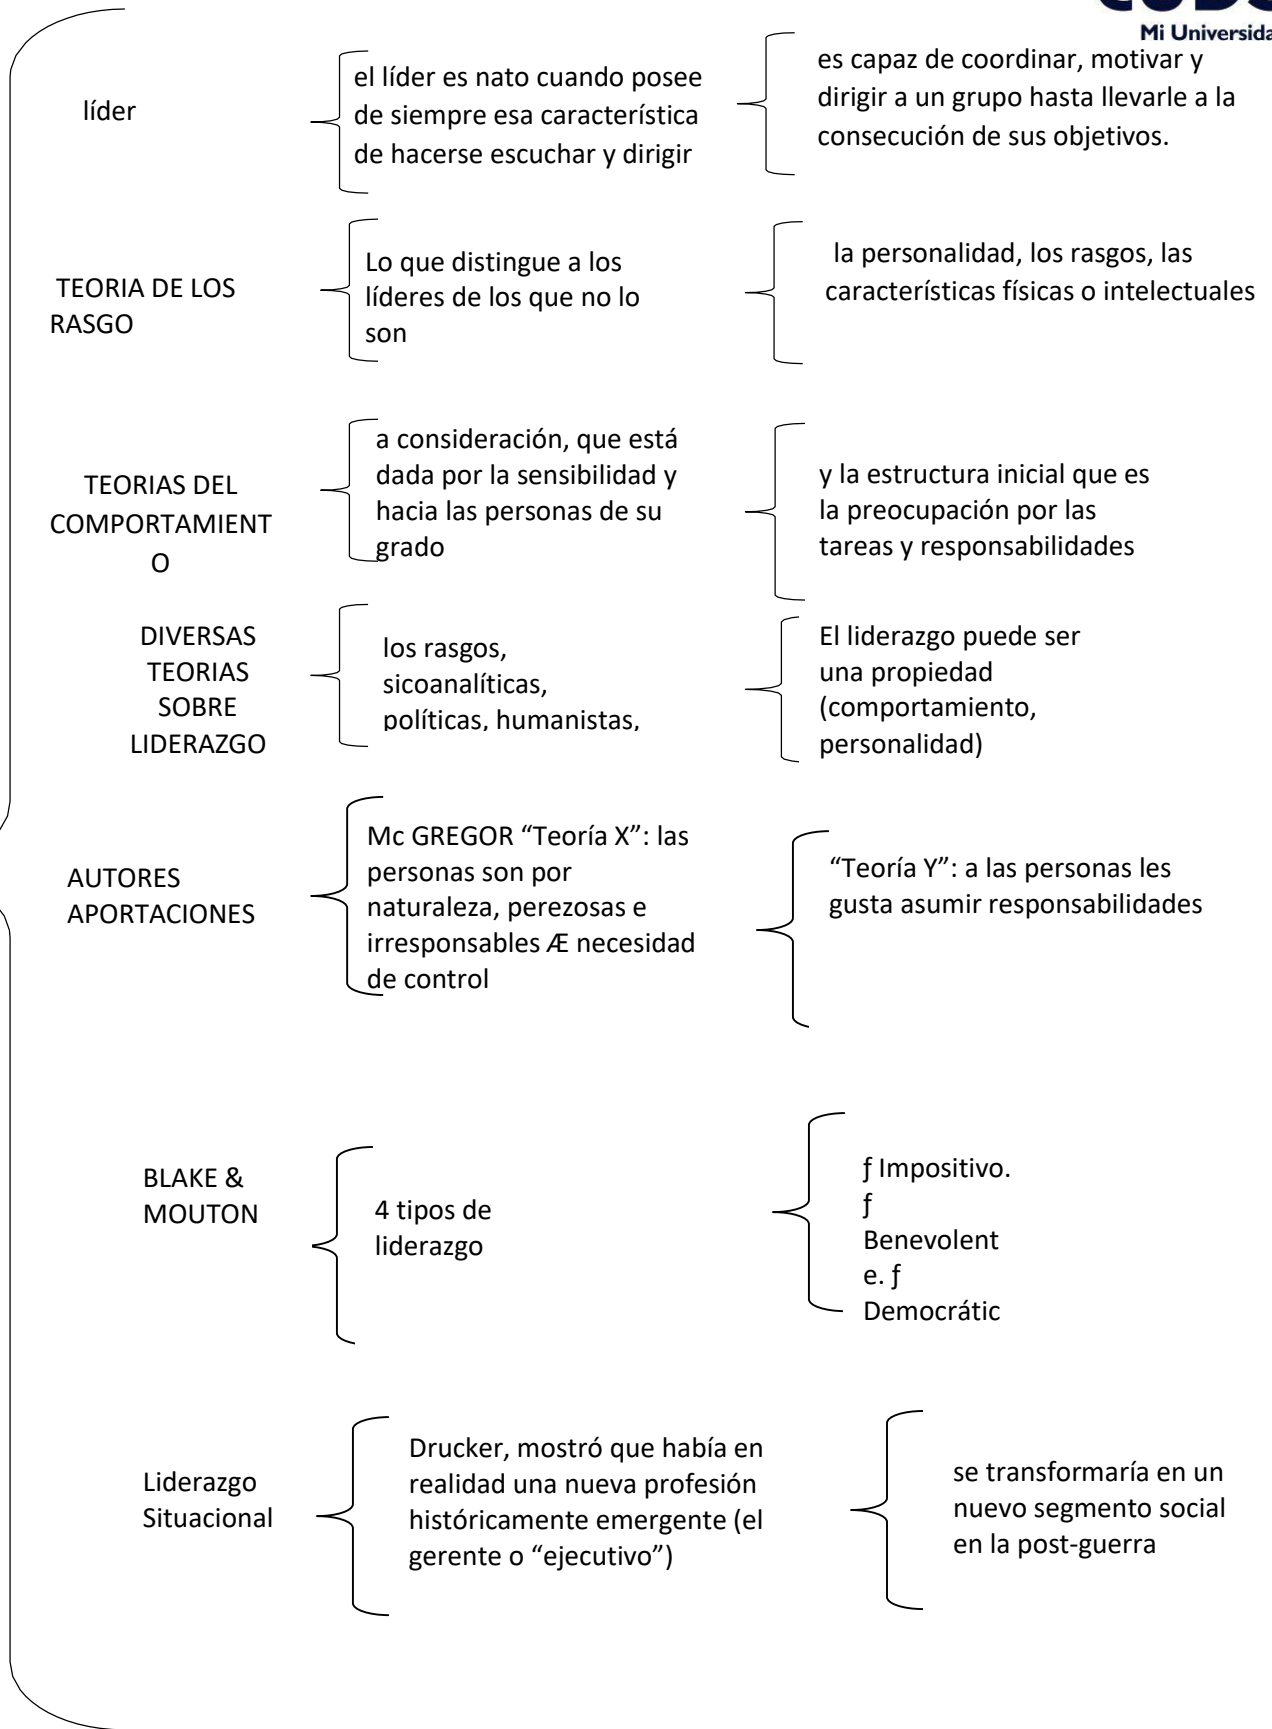 Mi Universida
líder
el líder es nato cuando posee
de siempre esa característica
de hacerse escuchar y dirigir
es capaz de coordinar, motivar y
dirigir a un grupo hasta llevarle a la
consecución de sus objetivos.
TEORIA DE LOS
RASGO
Lo que distingue a los
líderes de los que no lo
son
la personalidad, los rasgos, las
características físicas o intelectuales
TEORIAS DEL
COMPORTAMIENT
O
a consideración, que está
dada por la sensibilidad y
hacia las personas de su
grado
y la estructura inicial que es
la preocupación por las
tareas y responsabilidades
DIVERSAS
TEORIAS
SOBRE
LIDERAZGO
los rasgos,
sicoanalíticas,
políticas, humanistas,
El liderazgo puede ser
una propiedad
(comportamiento,
personalidad)
AUTORES
APORTACIONES
Mc GREGOR “Teoría X”: las
personas son por
naturaleza, perezosas e
irresponsables Æ necesidad
de control
“Teoría Y”: a las personas les
gusta asumir responsabilidades
BLAKE &
MOUTON
4 tipos de
liderazgo
ƒ Impositivo.
ƒ
Benevolent
e. ƒ
Democrátic
Liderazgo
Situacional
Drucker, mostró que había en
realidad una nueva profesión
históricamente emergente (el
gerente o “ejecutivo”)
se transformaría en un
nuevo segmento social
en la post-guerra